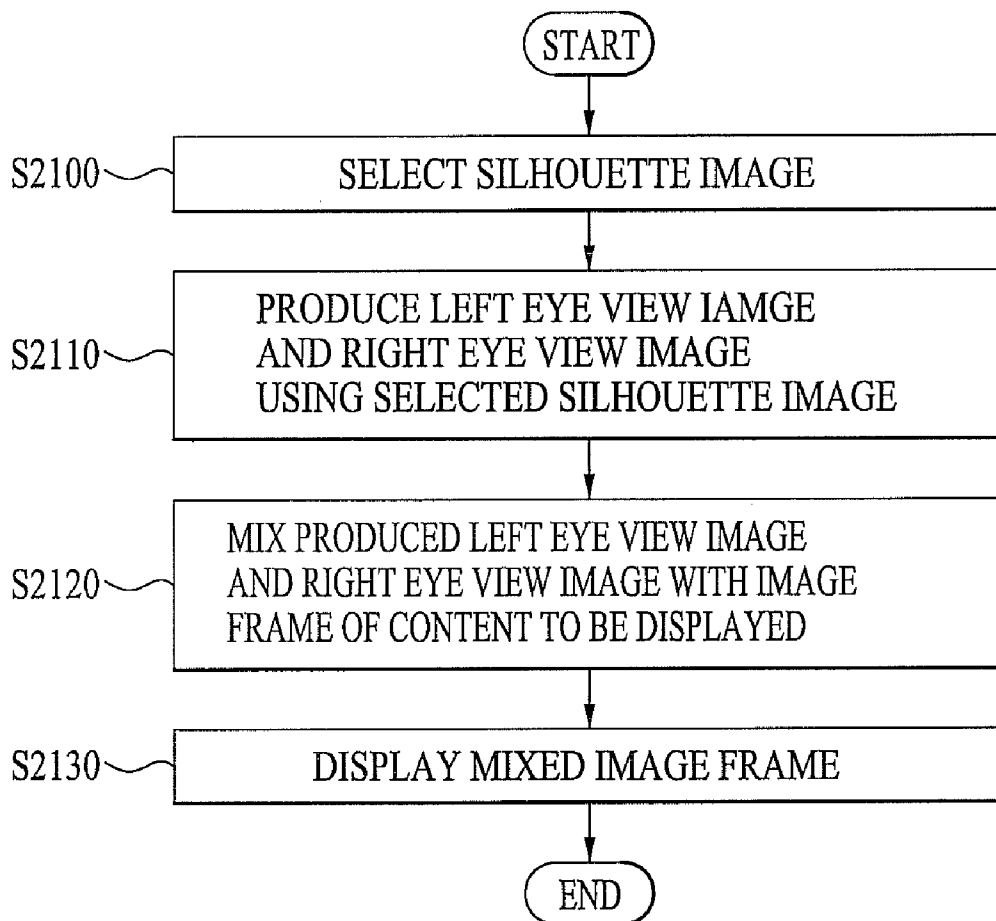 START
S2100
SELECT SILHOUETTE IMAGE
S2110
PRODUCE LEFT EYE VIEW IAMGE
AND RIGHT EYE VIEW IMAGE
USING SELECTED SILHOUETTE IMAGE
S2120
MIX PRODUCED LEFT EYE VIEW IMAGE
AND RIGHT EYE VIEW IMAGE WITH IMAGE
FRAME OF CONTENT TO BE DISPLAYED
S2130
DISPLAY MIXED IMAGE FRAME
END